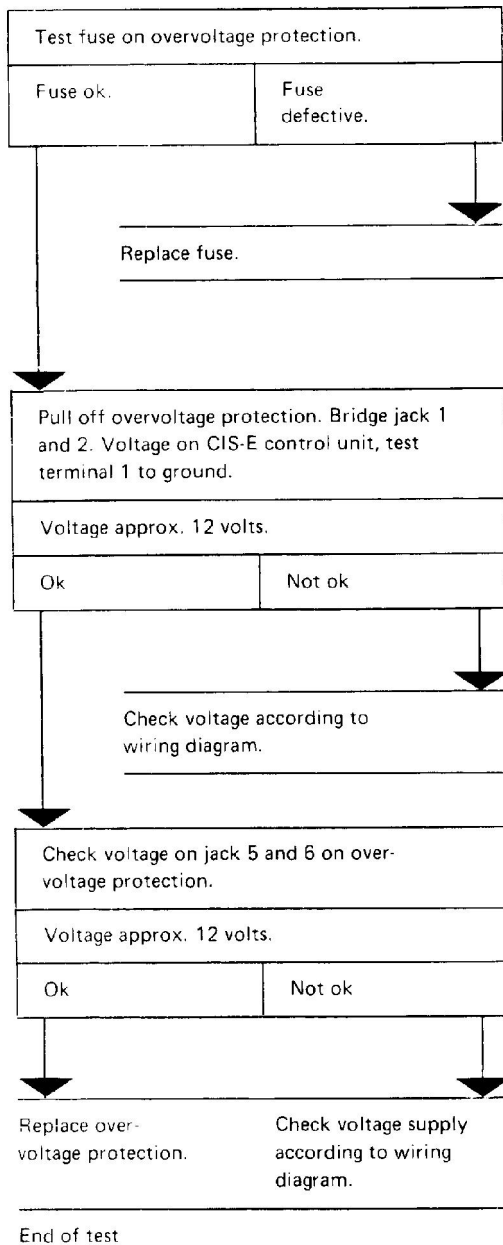 Test fuse on overvoltage protection.
Fuse ok.
Fuse
defective.
Replace fuse.
Pull off overvoltage protection. Bridge jack 1
and 2. Voltage on CIS-E control unit, test
terminal 1 to ground.
Voltage approx. 12 volts.
Ok
Not ok
Check voltage according to
wiring diagram.
Check voltage on jack 5 and 6 on over-
voltage protection.
Voltage approx. 12 volts.
Ok
Not ok
Replace over-
voltage protection.
Check voltage supply
according to wiring
diagram.
End of test